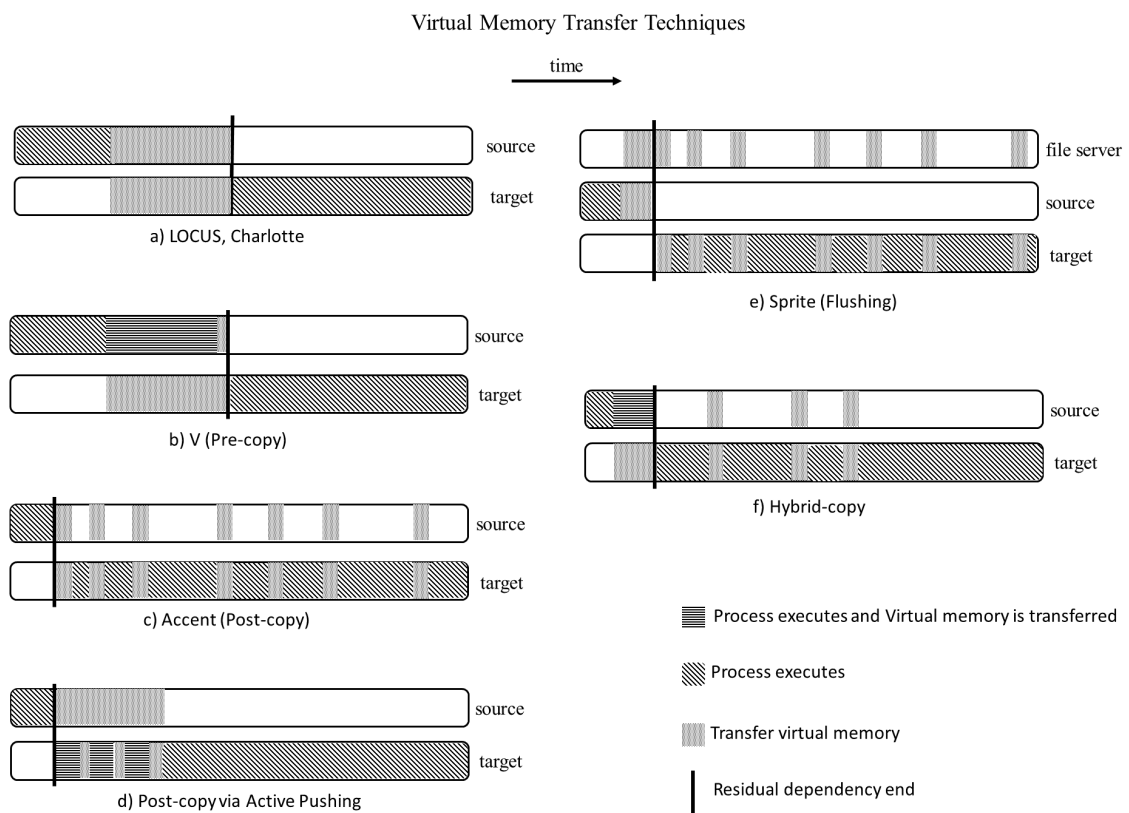 Virtual Memory Transfer Techniques
time
source
target
a) LOCUS, Charlotte
source
target
b) V (Pre-copy)
source
target
c) Accent (Post-copy)
source
target
d) Post-copy via Active Pushing
file server
source
target
e) Sprite (Flushing)
source
target
f) Hybrid-copy
Process executes and Virtual memory is transferred
Process executes
Transfer virtual memory
Residual dependency end